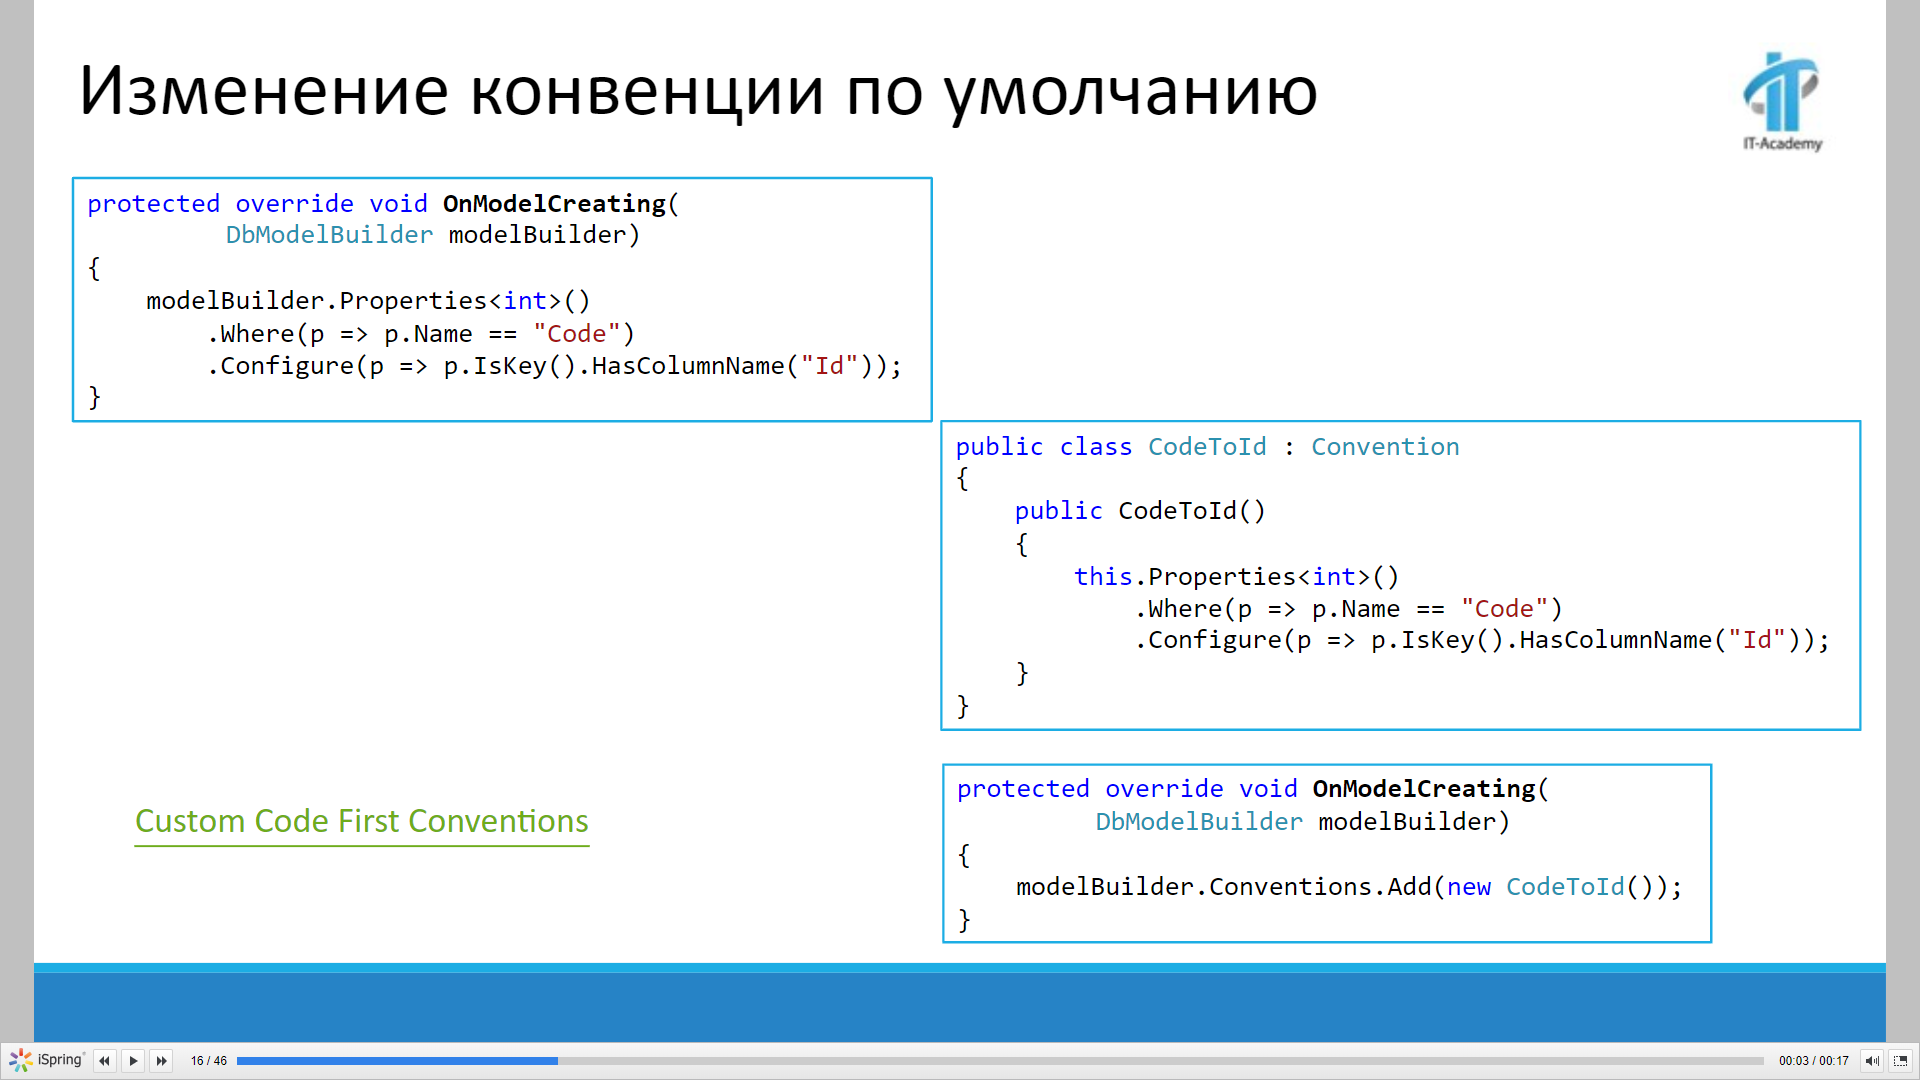 Изменение конвенции по умолчанию
IT-Academy
protected override void OnModelCreating(
DbModelBuilder modelBuilder)
{
modelBuilder.Properties<int>()
.Where(p => p.Name == "Code")
.Configure(p => p.IsKey().HasColumnName("Id"));
}
public class CodeToId : Convention
{
public CodeToId()
{
this.Properties<int>()
.Where(p => p.Name == "Code")
.Configure(p => p.IsKey().HasColumnName("Id"));
}
}
Custom Code First Conventions
protected override void OnModelCreating(
DbModelBuilder modelBuilder)
{
modelBuilder.Conventions.Add(new CodeToId());
}
iSpring
16 / 46
00:03 / 00:17